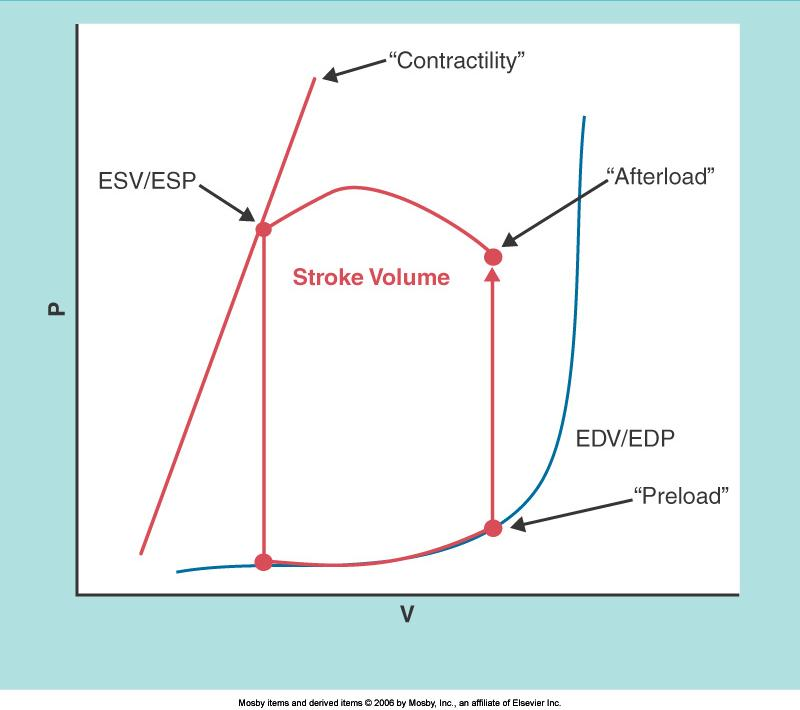 “Contractility”
ESV/ESP
“Afterload”
Stroke Volume
P
EDV/EDP
“Preload”
V
Mosby items and derived items © 2006 by Mosby, Inc., an affiliate of Elsevier Inc.